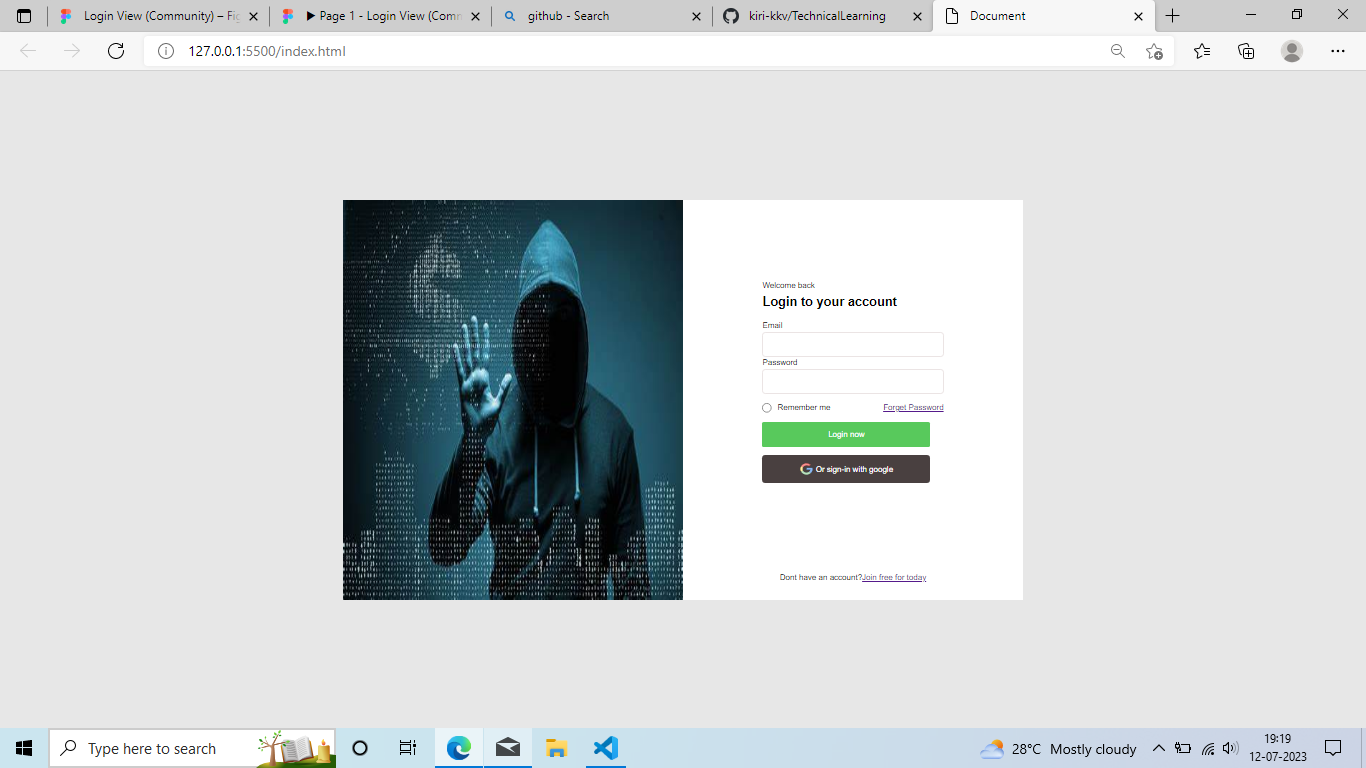 Login View (Community) – Fig
Page 1 - Login View (Comm
github - Search
kiri-kkv/TechnicalLearning
Document
127.0.0.1:5500/index.html
Welcome back
Login to your account
Email
Password
Remember me Forget Password
Login now
Or sign-in with google
Dont have an account?Join free for today
Type here to search
28°C Mostly cloudy
19:19
12-07-2023